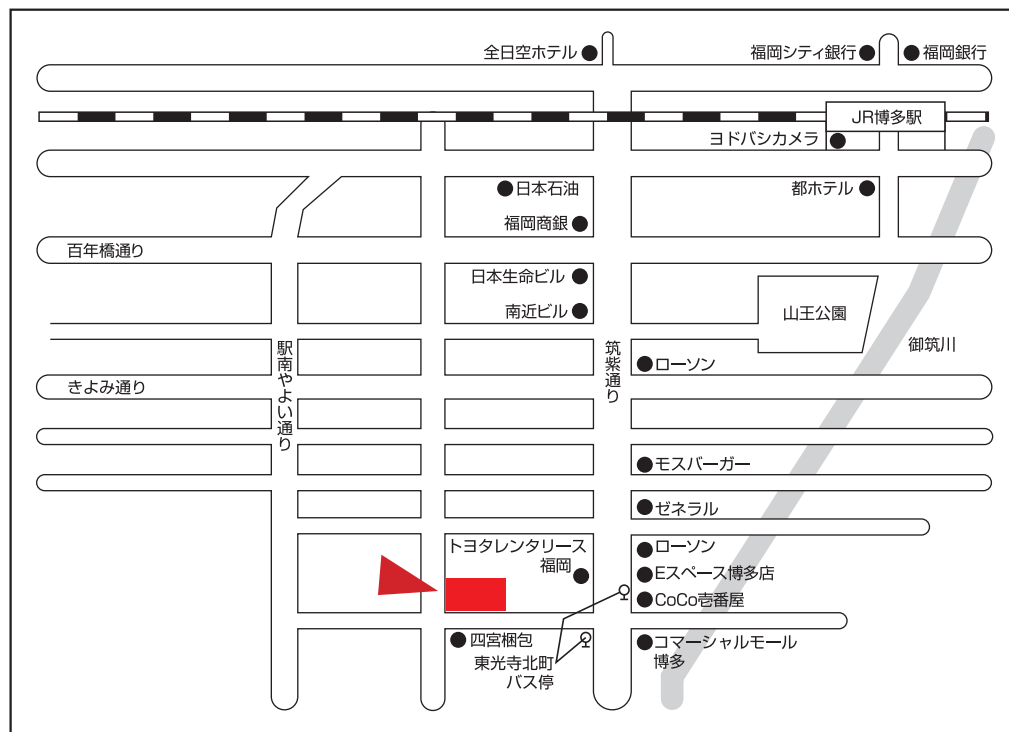 全日空ホテル
福岡シティ銀行
福岡銀行
JR博多駅
ヨドバシカメラ
日本石油
都ホテル
福岡商銀
百年橋通り
日本生命ビル
南近ビル
山王公園
御筑川
駅南やよい通り
筑紫通り
ローソン
きよみ通り
モスバーガー
ゼネラル
トヨタレンタリース
福岡
ローソン
Eスペース博多店
CoCo壱番屋
四宮梱包
東光寺北町
バス停
コマーシャルモール
博多